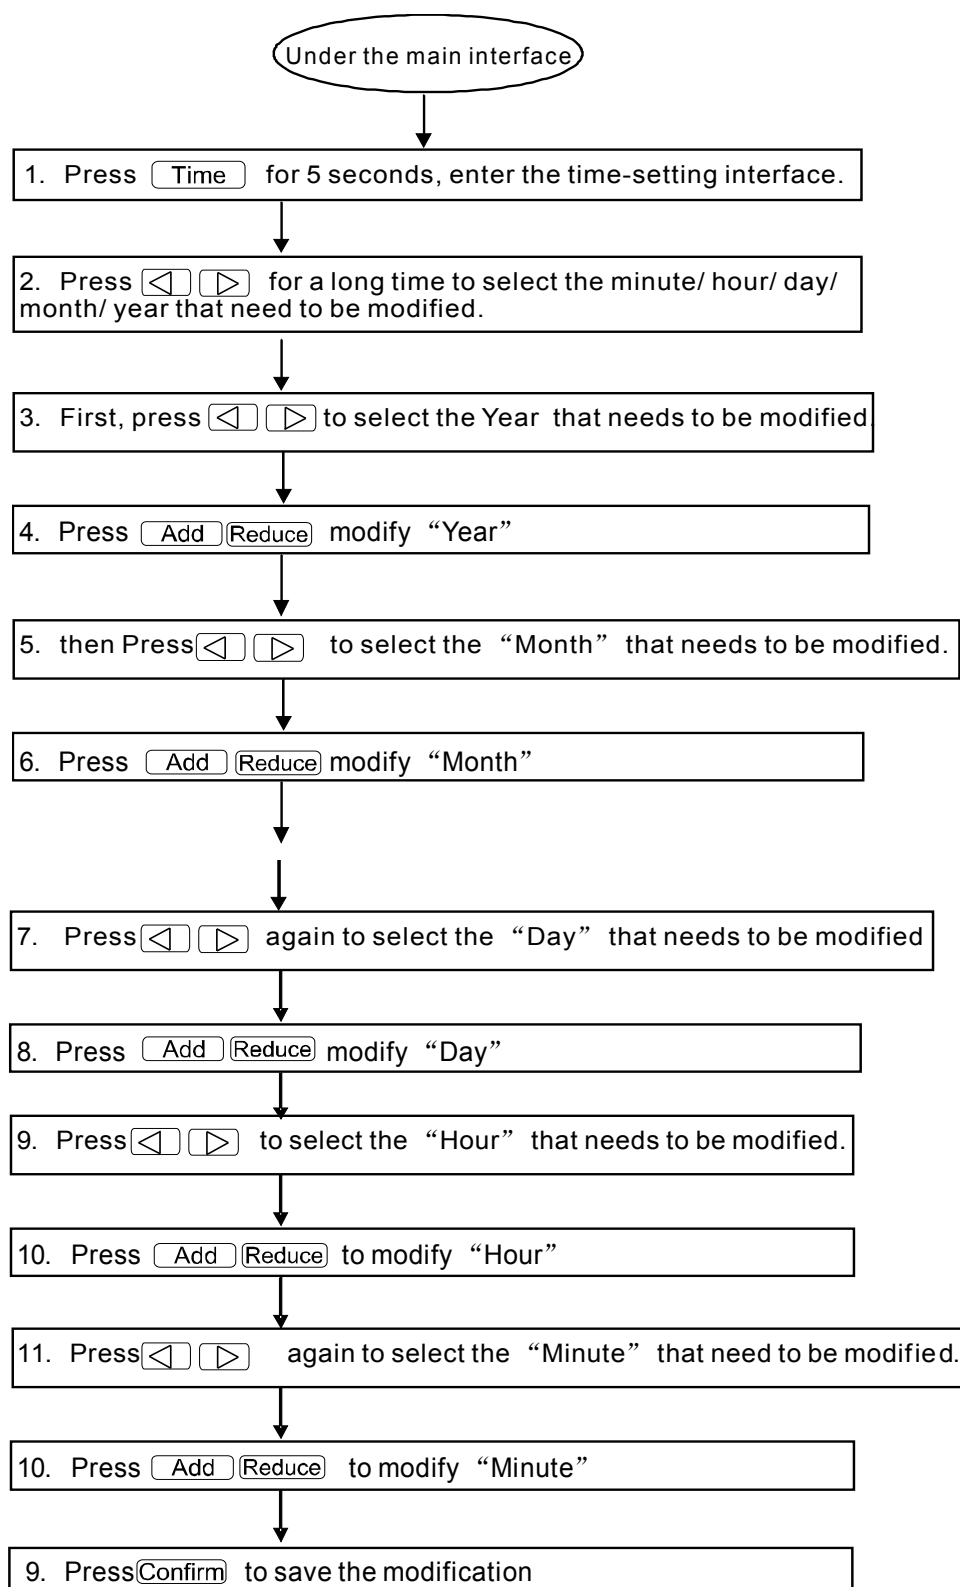 Under the main interface
1. Press Time for 5 seconds, enter the time-setting interface.
2. Press for a long time to select the minute/ hour/ day/
month/ year that need to be modified.
3. First, press to select the Year that needs to be modified.
4. Press Add Reduce modify “Year”
5. then Press to select the “Month” that needs to be modified.
6. Press Add Reduce modify “Month”
7. Press again to select the “Day” that needs to be modified
8. Press Add Reduce modify “Day”
9. Press to select the “Hour” that needs to be modified.
10. Press Add Reduce to modify “Hour”
11. Press again to select the “Minute” that need to be modified.
10. Press Add Reduce to modify “Minute”
9. Press Confirm to save the modification